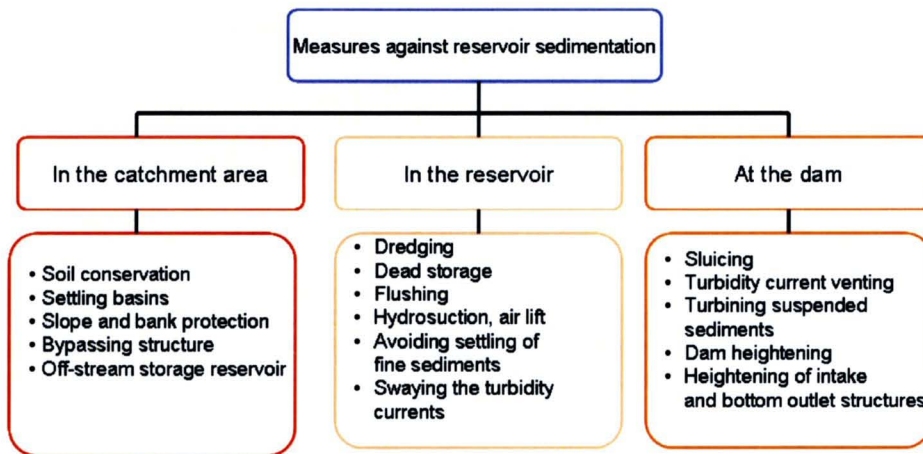 Measures against reservoir sedimentation
In the catchment area
In the reservoir
At the dam
• Soil conservation
• Settling basins
• Slope and bank protection
• Bypassing structure
• Off-stream storage reservoir
• Dredging
• Dead storage
• Flushing
• Hydrosuction, air lift
• Avoiding settling of
fine sediments
• Swaying the turbidity
currents
• Sluicing
• Turbidity current venting
• Turbining suspended
sediments
• Dam heightening
• Heightening of intake
and bottom outlet structures